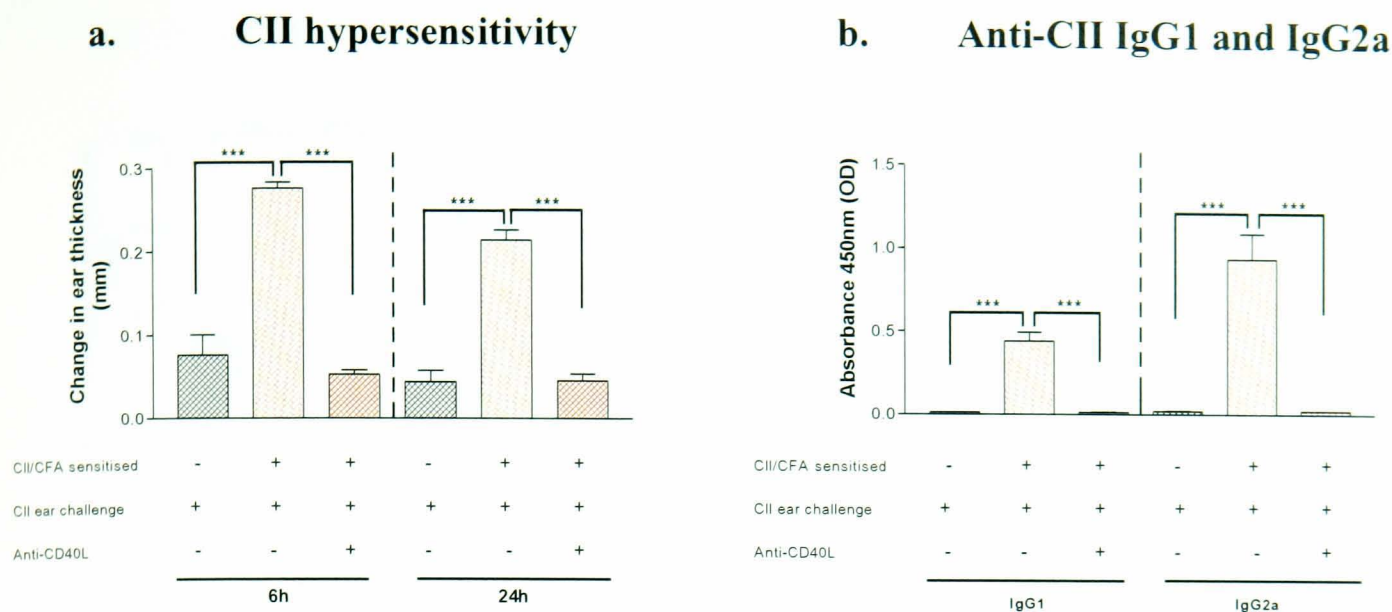 a. CII hypersensitivity
Change in ear thickness
(mm)
0.3
0.2
0.1
0.0
*** ***
*** ***
CII/CFA sensitised - + + - + +
CII ear challenge + + + + + +
Anti-CD40L - - + - - +
6h 24h
b. Anti-CII IgG1 and IgG2a
Absorbance 450nm (OD)
1.5
1.0
0.5
0.0
*** ***
*** ***
CII/CFA sensitised - + + - + +
CII ear challenge + + + + + +
Anti-CD40L - - + - - +
IgG1 IgG2a